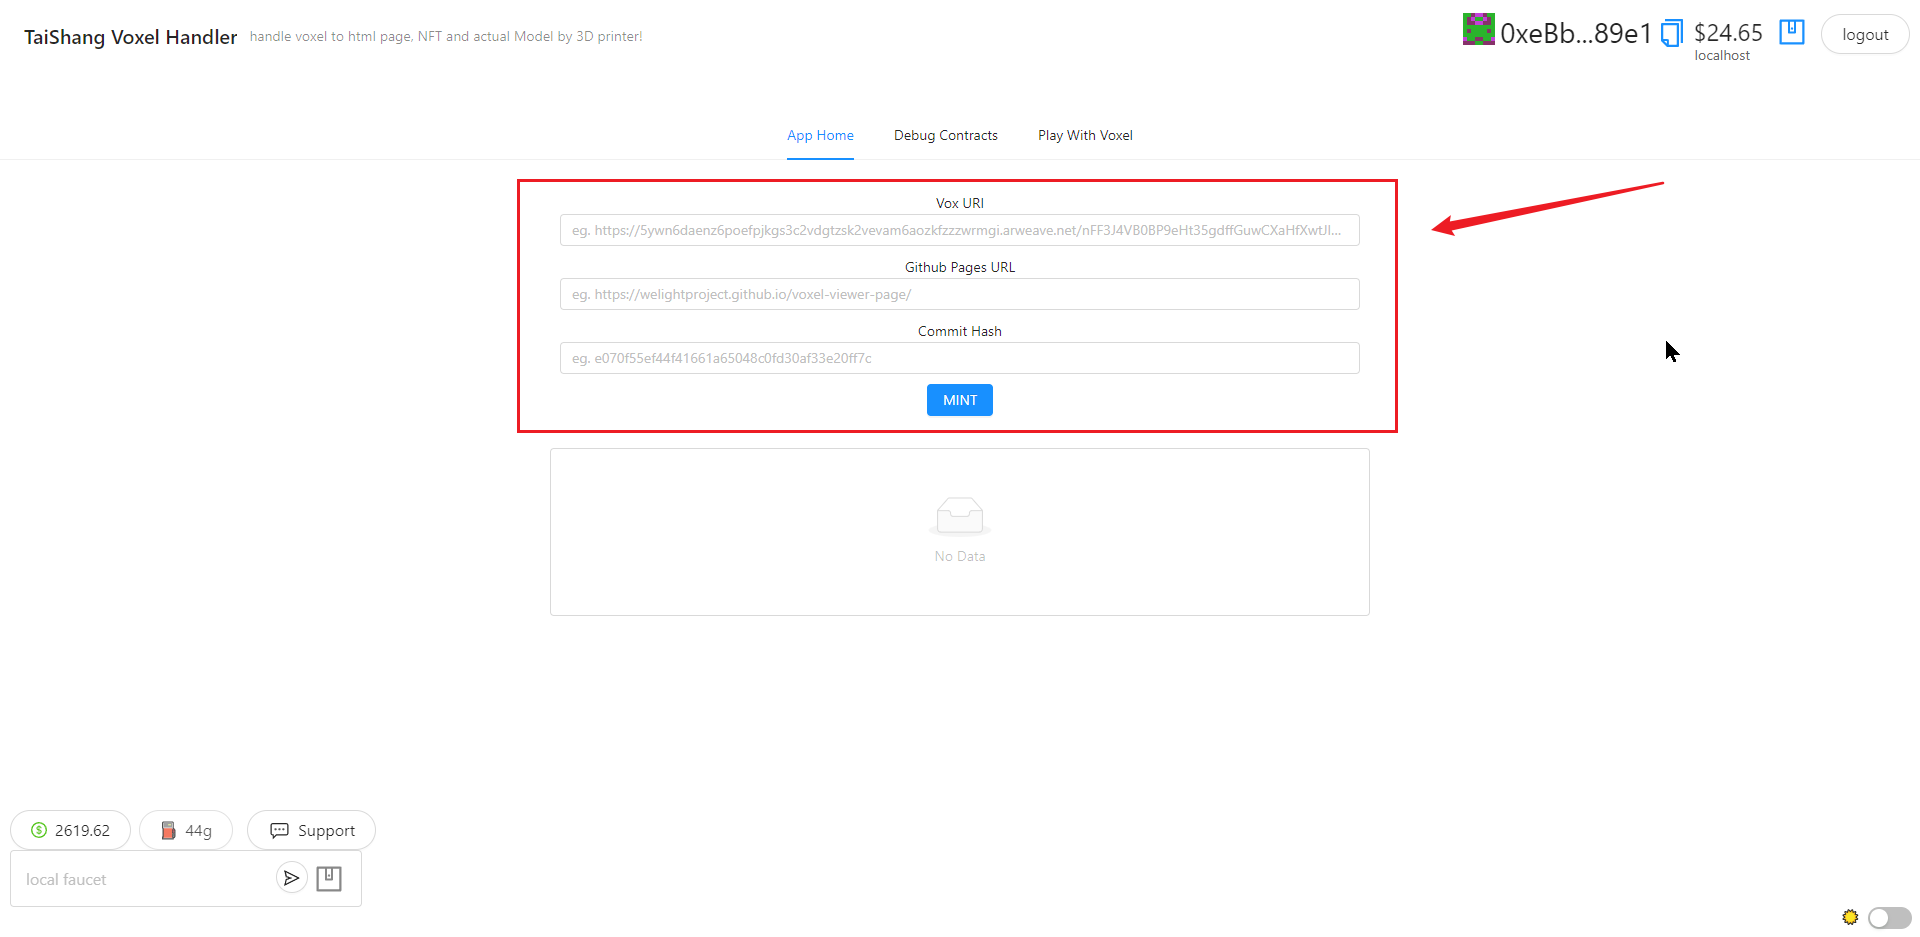 TaiShang Voxel Handler handle voxel to html page, NFT and actual Model by 3D printer!
0xeBb...89e1 $24.65 logout
localhost
App Home Debug Contracts Play With Voxel
Vox URI
eg. https://5ywn6daenz6poefpjkgs3c2vdgtzsk2vevam6aozkfzzzwrmgi.arweave.net/nFF3J4VB0BP9eHt35gdffGuwCXaHfXwtJI...
Github Pages URL
eg. https://welightproject.github.io/voxel-viewer-page/
Commit Hash
eg. e070f55ef44f41661a65048c0fd30af33e20ff7c
MINT
No Data
2619.62 44g Support
local faucet